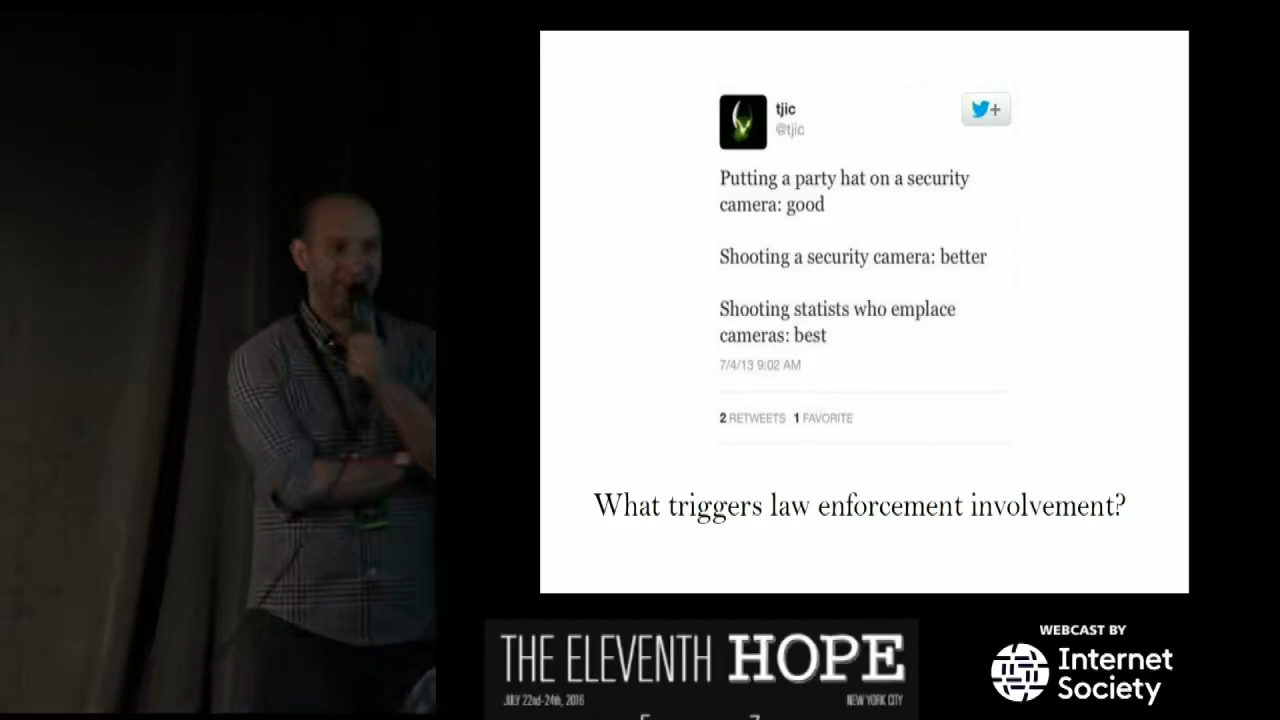 tjic
@tjic
Putting a party hat on a security
camera: good
Shooting a security camera: better
Shooting statists who emplace
cameras: best
7/4/13 9:02 AM
2 RETWEETS 1 FAVORITE
What triggers law enforcement involvement?
THE ELEVENTH HOPE
JULY 22nd-24th, 2016
NEW YORK CITY
WEBCAST BY
Internet
Society